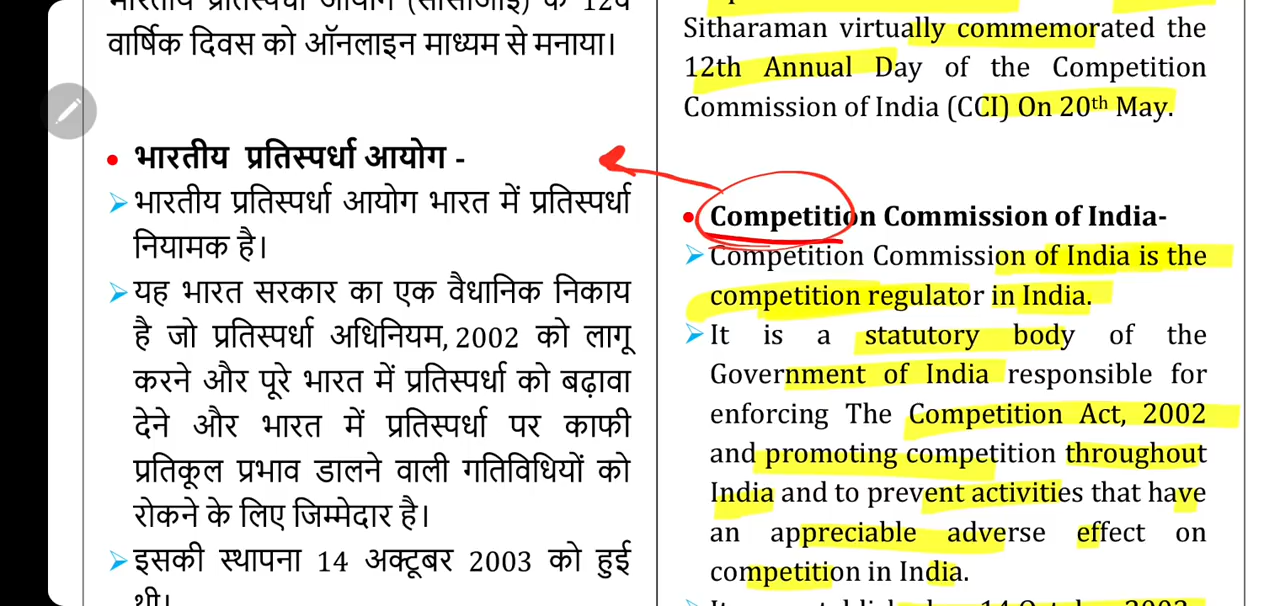 भारतीय प्रतिस्पर्धा आयोग (सीसीआई) के 12वें
वार्षिक दिवस को ऑनलाइन माध्यम से मनाया।
• भारतीय प्रतिस्पर्धा आयोग -
➢ भारतीय प्रतिस्पर्धा आयोग भारत में प्रतिस्पर्धा
नियामक है।
➢ यह भारत सरकार का एक वैधानिक निकाय
है जो प्रतिस्पर्धा अधिनियम, 2002 को लागू
करने और पूरे भारत में प्रतिस्पर्धा को बढ़ावा
देने और भारत में प्रतिस्पर्धा पर काफी
प्रतिकूल प्रभाव डालने वाली गतिविधियों को
रोकने के लिए जिम्मेदार है।
➢ इसकी स्थापना 14 अक्टूबर 2003 को हुई
थी।
Sitharaman virtually commemorated the
12th Annual Day of the Competition
Commission of India (CCI) On 20th May.
• Competition Commission of India-
➢ Competition Commission of India is the
competition regulator in India.
➢ It is a statutory body of the
Government of India responsible for
enforcing The Competition Act, 2002
and promoting competition throughout
India and to prevent activities that have
an appreciable adverse effect on
competition in India.